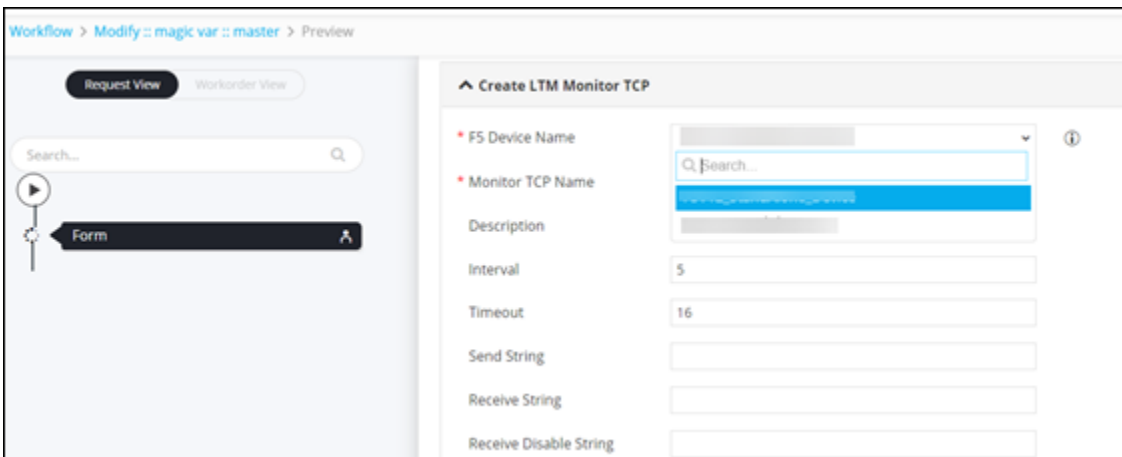 Workflow > Modify :: magic var :: master > Preview
Request View Workorder View
Search...
Form
Create LTM Monitor TCP
* F5 Device Name
Search...
* Monitor TCP Name
Description
Interval 5
Timeout 16
Send String
Receive String
Receive Disable String